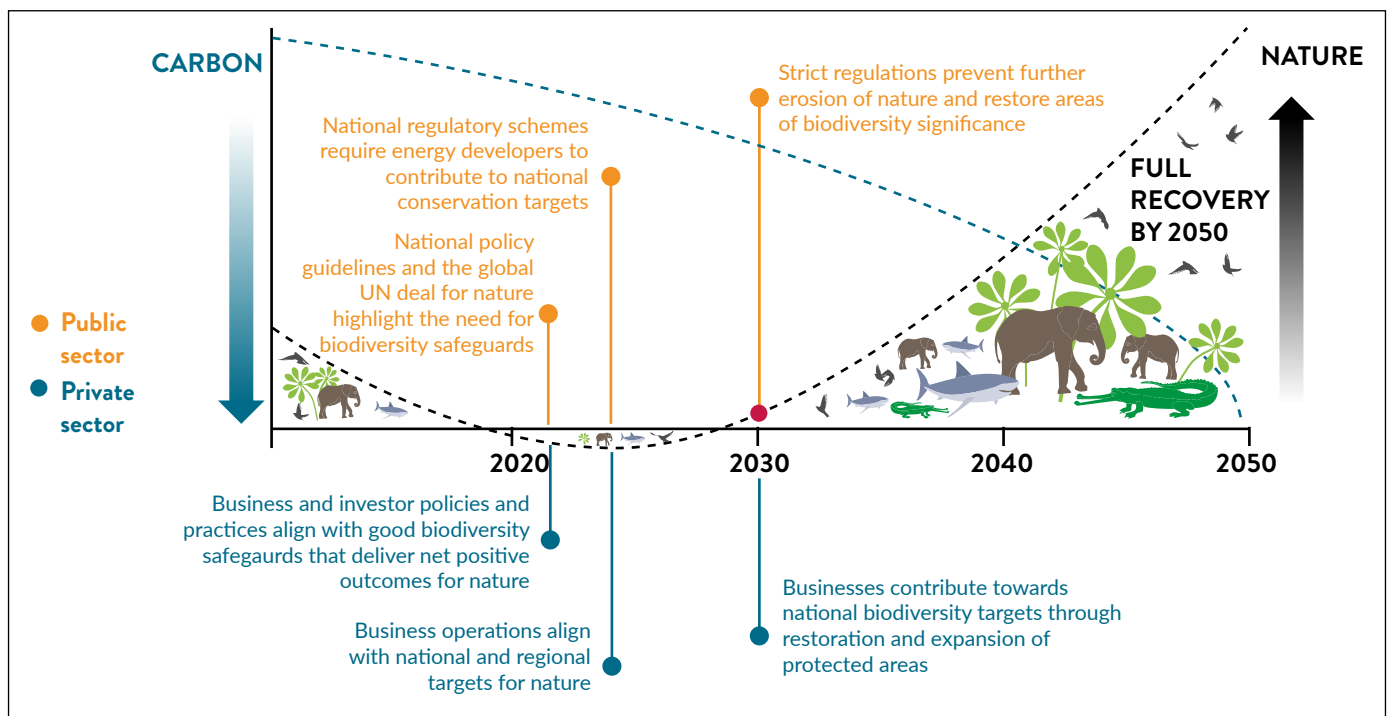 CARBON
NATURE
Strict regulations prevent further
erosion of nature and restore areas
of biodiversity significance
National regulatory schemes
require energy developers to
contribute to national
conservation targets
FULL
RECOVERY
BY 2050
National policy
guidelines and the global
UN deal for nature
highlight the need for
biodiversity safeguards
Public
sector
Private
sector
2020
2030
2040
2050
Business and investor policies and
practices align with good biodiversity
safegaurds that deliver net positive
outcomes for nature
Businesses contribute towards
national biodiversity targets through
restoration and expansion of
protected areas
Business operations align
with national and regional
targets for nature